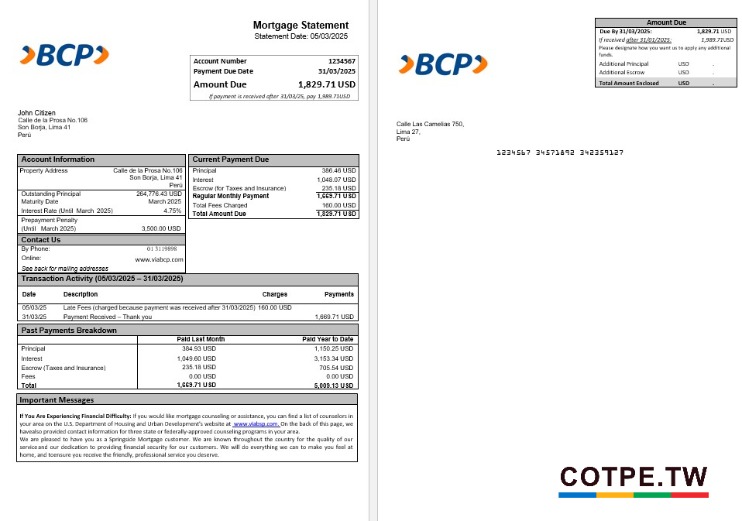 BCP
Mortgage Statement
Statement Date: 05/03/2025
Account Number 1234567
Payment Due Date 31/03/2025
Amount Due 1,829.71 USD
If payment is received after 31/03/25, pay 1,989.71USD
John Citizen
Calle de la Prosa No.106
San Borja, Lima 41
Perú
Account Information
Property Address Calle de la Prosa No.106
San Borja, Lima 41
Perú
Outstanding Principal 264,776.43 USD
Maturity Date March 2025
Interest Rate (Until March 2025) 4.75%
Prepayment Penalty
(Until March 2025) 3,500.00 USD
Contact Us
By Phone: 01 3119898
Online: www.viabcp.com
See back for mailing addresses
Current Payment Due
Principal 386.46 USD
Interest 1,048.07 USD
Escrow (for Taxes and Insurance) 235.18 USD
Regular Monthly Payment 1,669.71 USD
Total Fees Charged 160.00 USD
Total Amount Due 1,829.71 USD
Transaction Activity (05/03/2025 – 31/03/2025)
Date Description Charges Payments
05/03/25 Late Fees (charged because payment was received after 31/03/2025) 160.00 USD
31/03/25 Payment Received – Thank you 1,669.71 USD
Past Payments Breakdown
Paid Last Month Paid Year to Date
Principal 384.93 USD 1,150.25 USD
Interest 1,049.60 USD 3,153.34 USD
Escrow (Taxes and Insurance) 235.18 USD 705.54 USD
Fees 0.00 USD 0.00 USD
Total 1,669.71 USD 5,009.13 USD
Important Messages
If You Are Experiencing Financial Difficulty: If you would like mortgage counseling or assistance, you can find a list of counselors in
your area on the U.S. Department of Housing and Urban Development's website at www.viabcp.com. On the back of this page, we
havealso provided contact information for three state or federally-approved counseling programs in your area.
We are pleased to have you as a Springside Mortgage customer. We are known throughout the country for the quality of our
service and our dedication to providing financial security for our customers. We will do everything we can to make you feel at
home, and toensure you receive the friendly, professional service you deserve.
BCP
Amount Due
Due By 31/03/2025: 1,829.71 USD
If received after 31/01/2025: 1,989.71USD
Please designate how you want us to apply any additional
funds.
Additional Principal USD .
Additional Escrow USD .
Total Amount Enclosed USD .
Calle Las Camelias 750,
Lima 27,
Perú
1234567 34571892 342359127
COTPE.TW